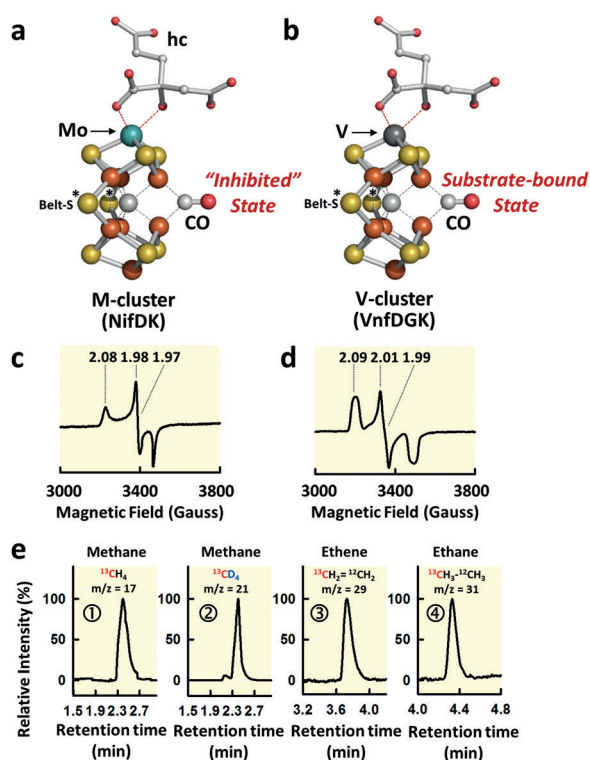 a
hc
Mo
*
*
Belt-S
"Inhibited"
State
CO
M-cluster
(NifDK)
b
V
*
*
Belt-S
Substrate-bound
State
CO
V-cluster
(VnfDGK)
c
2.08 1.98 1.97
3000 3400 3800
Magnetic Field (Gauss)
d
2.09 2.01 1.99
3000 3400 3800
Magnetic Field (Gauss)
e
Relative Intensity (%)
Methane
¹³CH₄
m/z = 17
①
100
50
0
1.5 1.9 2.3 2.7
Retention time
(min)
Methane
¹³CD₄
m/z = 21
②
100
50
0
1.5 1.9 2.3 2.7
Retention time
(min)
Ethene
¹³CH₂=¹²CH₂
m/z = 29
③
100
50
0
3.2 3.6 4.0
Retention time
(min)
Ethane
¹³CH₃-¹²CH₃
m/z = 31
④
100
50
0
4.0 4.4 4.8
Retention time
(min)